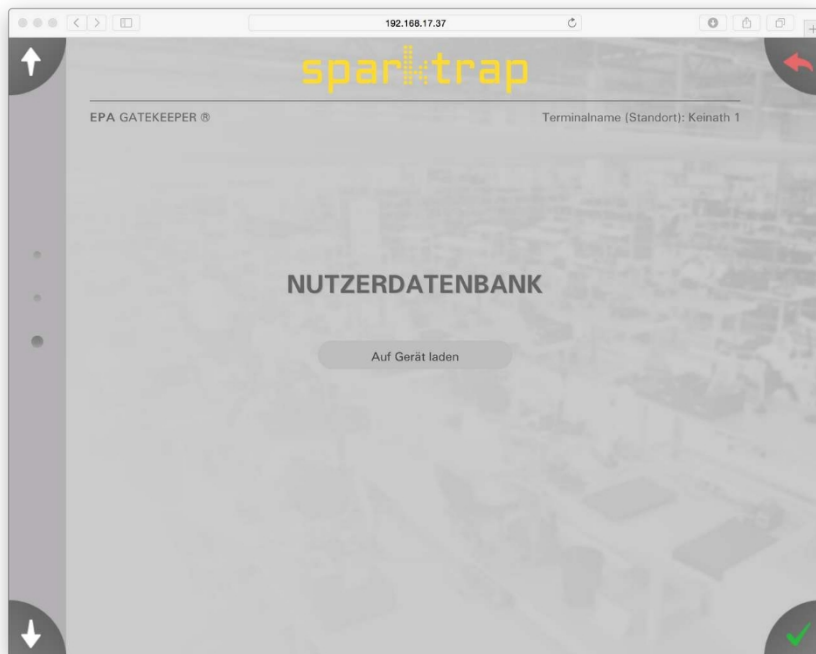 192.168.17.37
sparktrap
EPA GATEKEEPER ®
Terminalname (Standort): Keinath 1
NUTZERDATENBANK
Auf Gerät laden